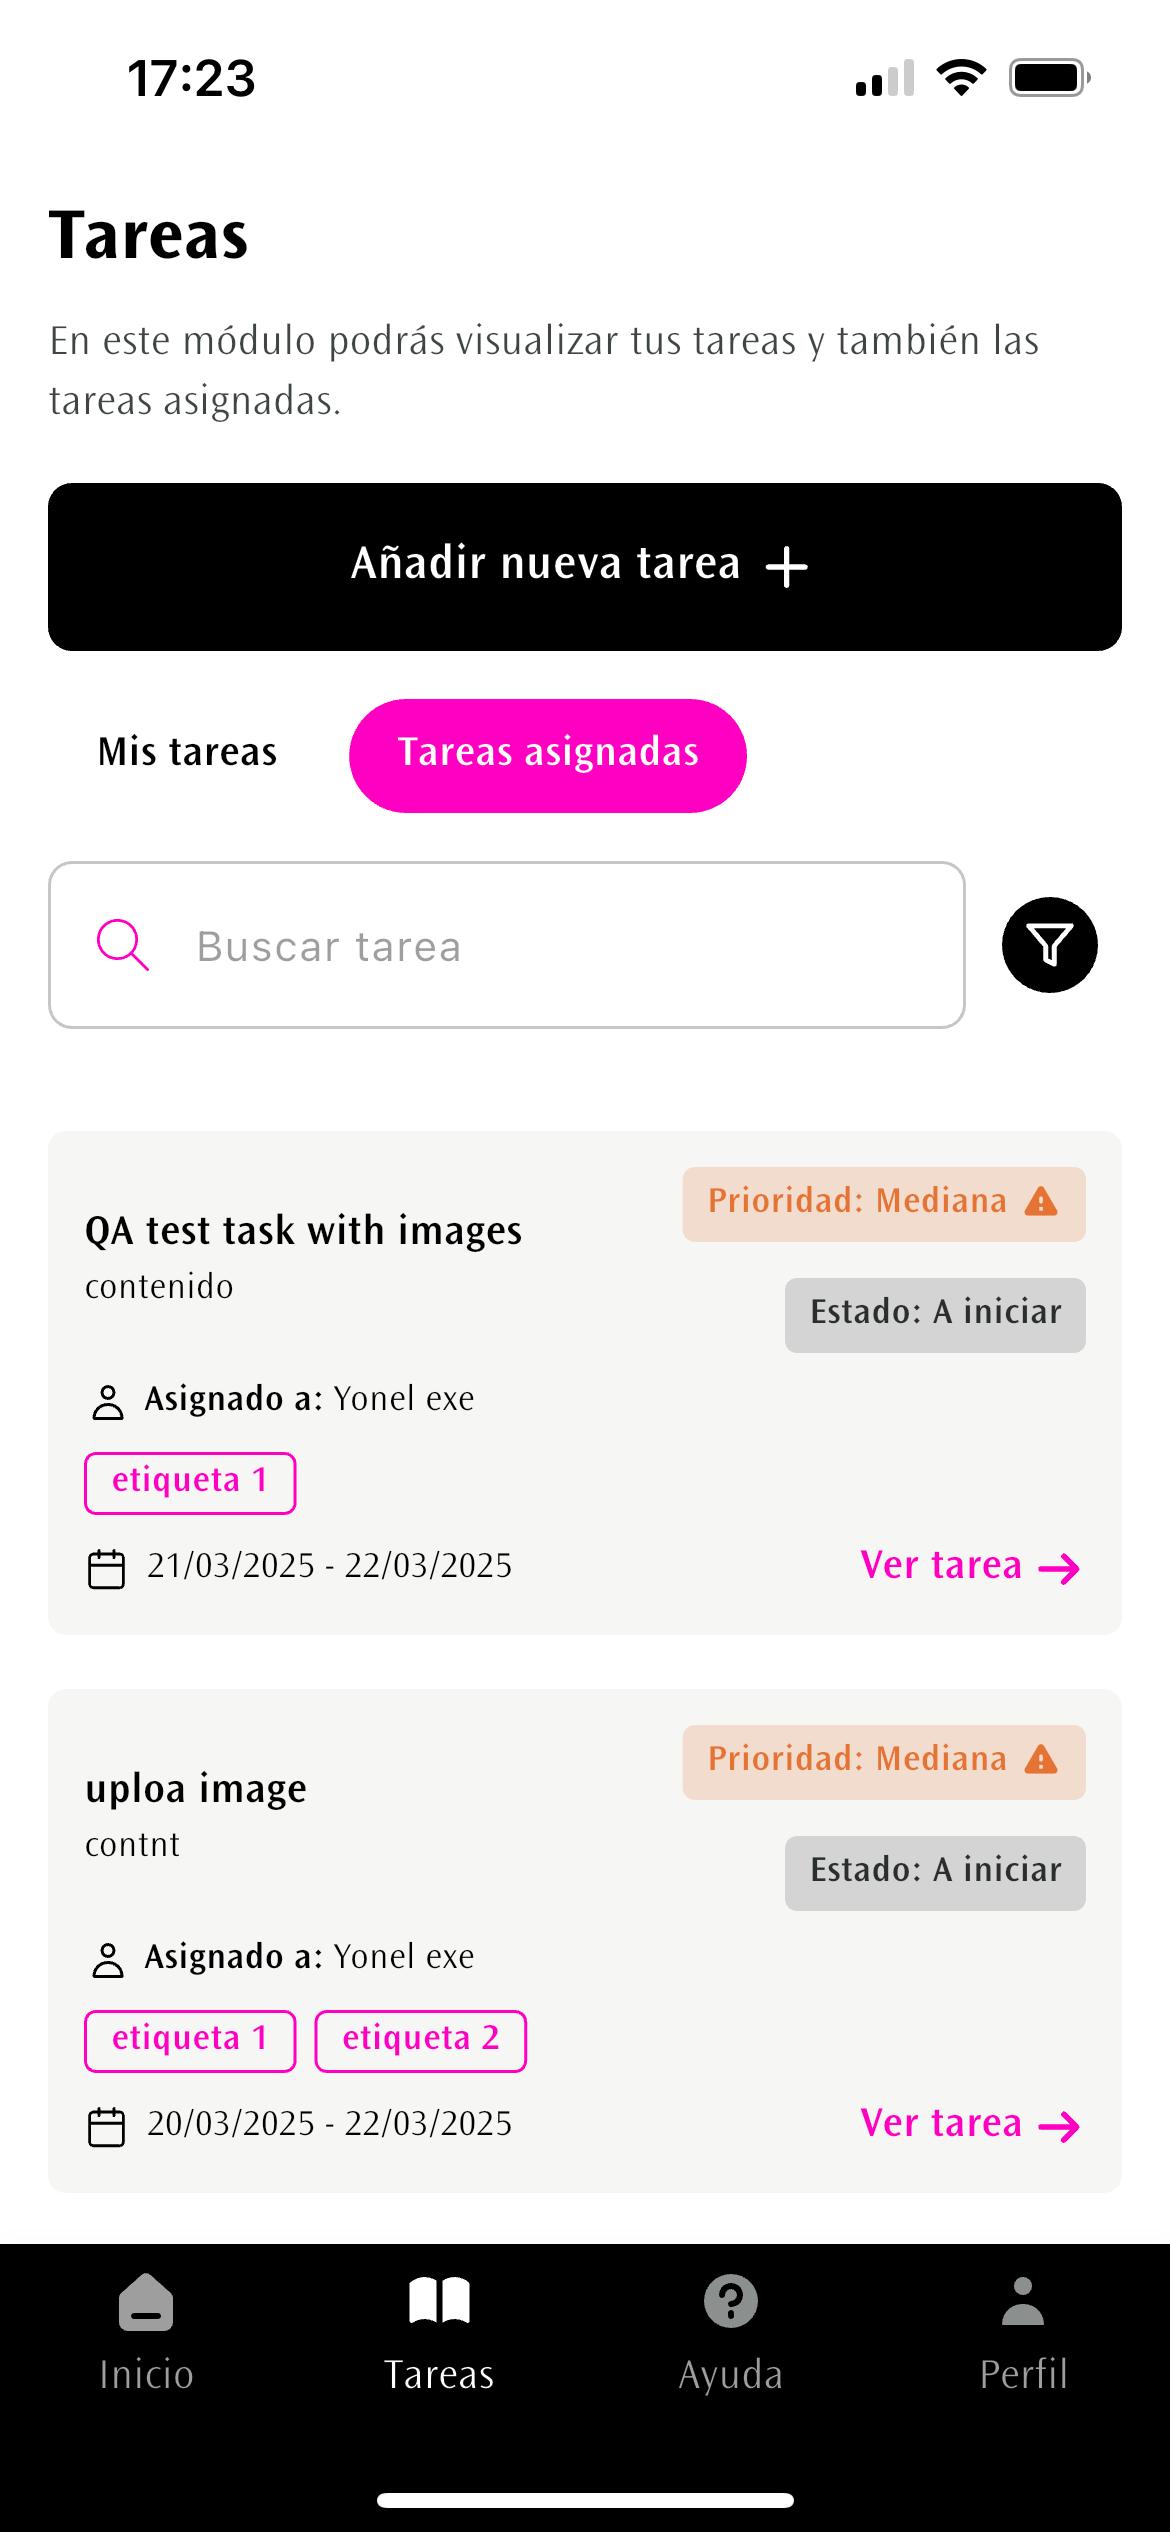 17:23
Tareas
En este módulo podrás visualizar tus tareas y también las
tareas asignadas.
Añadir nueva tarea
Mis tareas
Tareas asignadas
Buscar tarea
Prioridad: Mediana
QA test task with images
contenido
Estado: A iniciar
Asignado a: Yonel exe
etiqueta 1
21/03/2025 - 22/03/2025
Ver tarea
Prioridad: Mediana
uploa image
contnt
Estado: A iniciar
Asignado a: Yonel exe
etiqueta 1
etiqueta 2
20/03/2025 - 22/03/2025
Ver tarea
Inicio
Tareas
Ayuda
Perfil